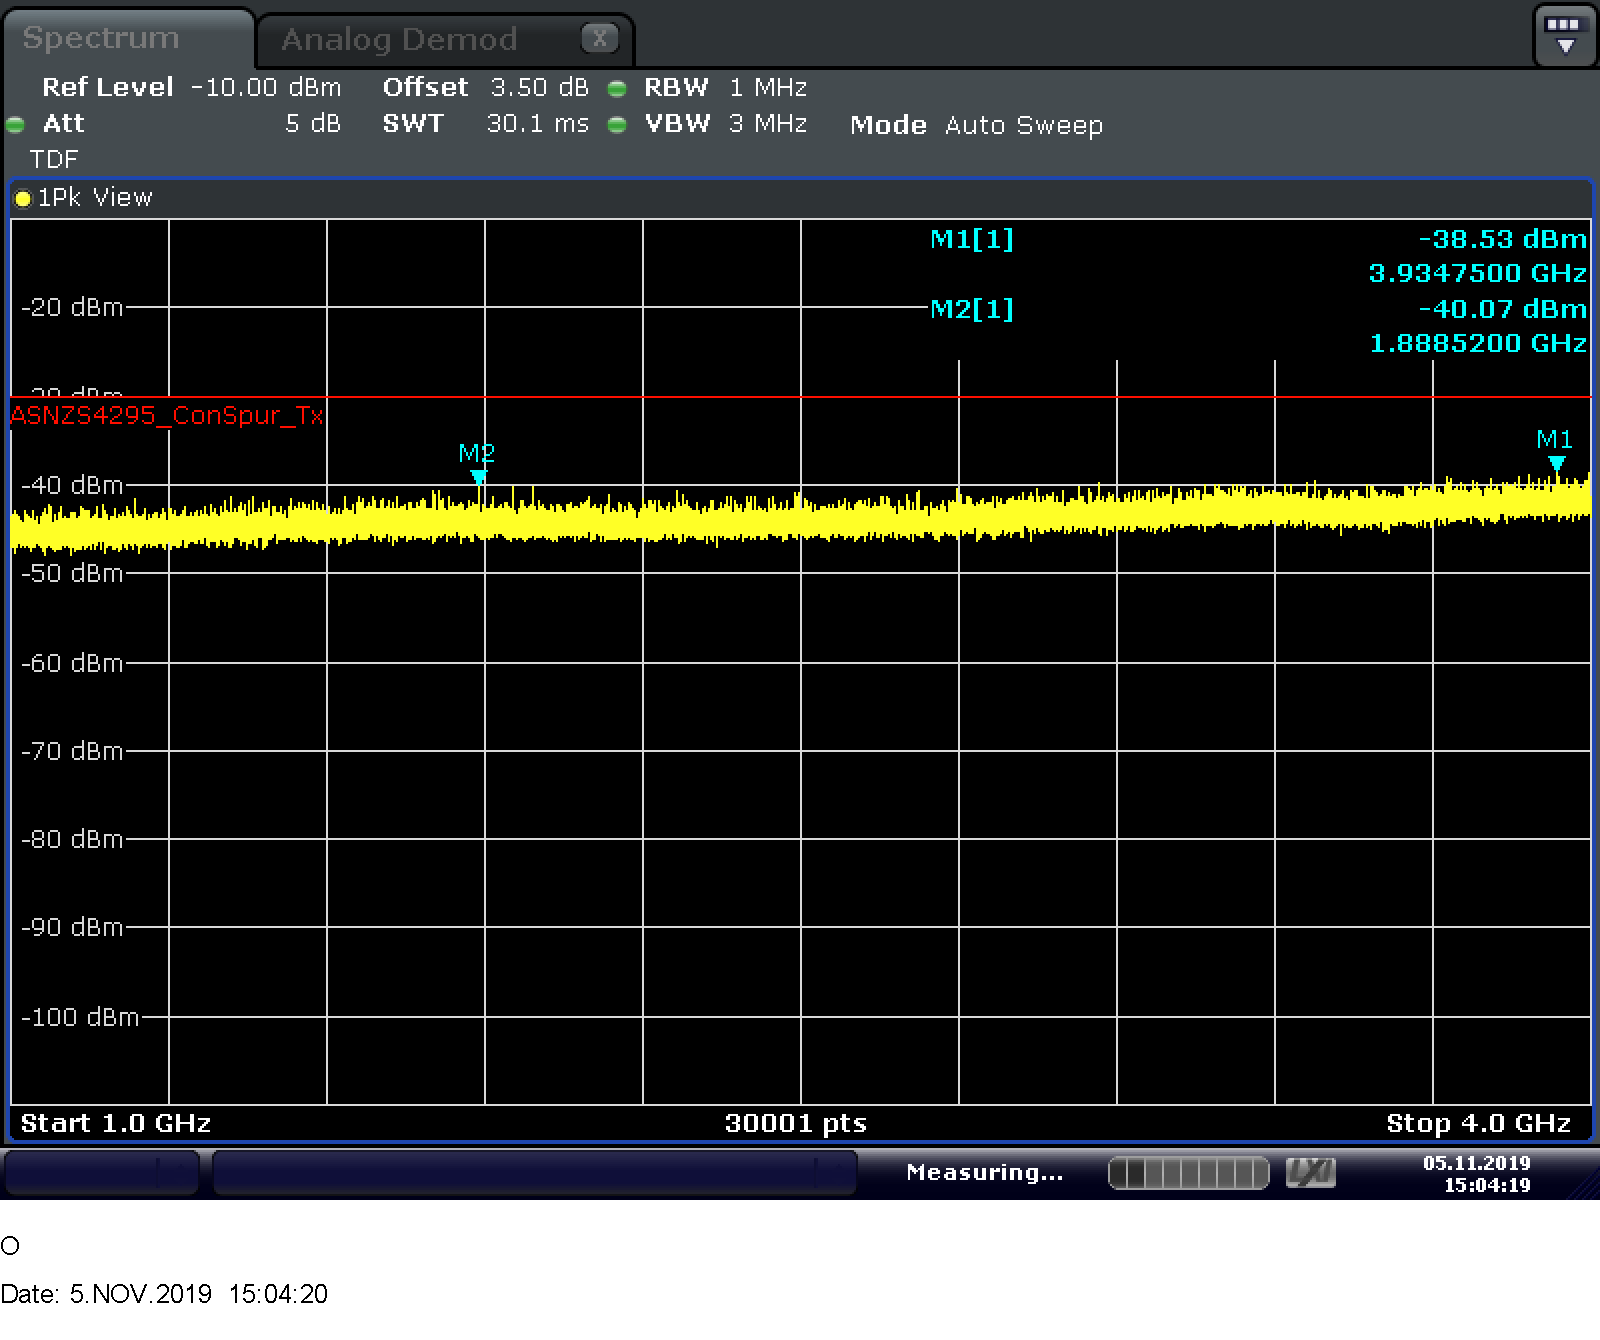 Spectrum
Analog Demod X
Ref Level -10.00 dBm Offset 3.50 dB RBW 1 MHz
Att 5 dB SWT 30.1 ms VBW 3 MHz Mode Auto Sweep
TDF
1Pk View
M1[1] -38.53 dBm
3.9347500 GHz
-20 dBm M2[1] -40.07 dBm
1.8885200 GHz
ASNZS4295_ConSpur_Tx
M2
M1
-40 dBm
-50 dBm
-60 dBm
-70 dBm
-80 dBm
-90 dBm
-100 dBm
Start 1.0 GHz 30001 pts Stop 4.0 GHz
Measuring... LXI 05.11.2019
15:04:19
O
Date: 5.NOV.2019 15:04:20